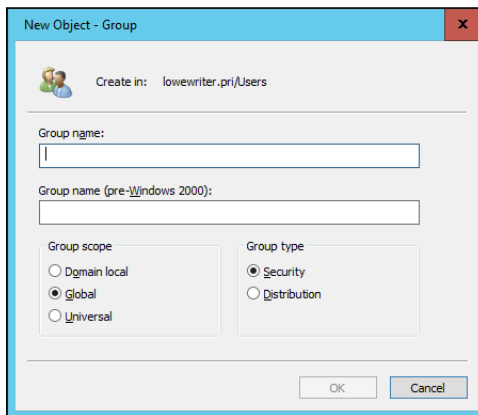 New Object - Group
x
Create in: lowewriter.pri/Users
Group name:
Group name (pre-Windows 2000):
Group scope
Domain local
Global
Universal
Group type
Security
Distribution
OK
Cancel